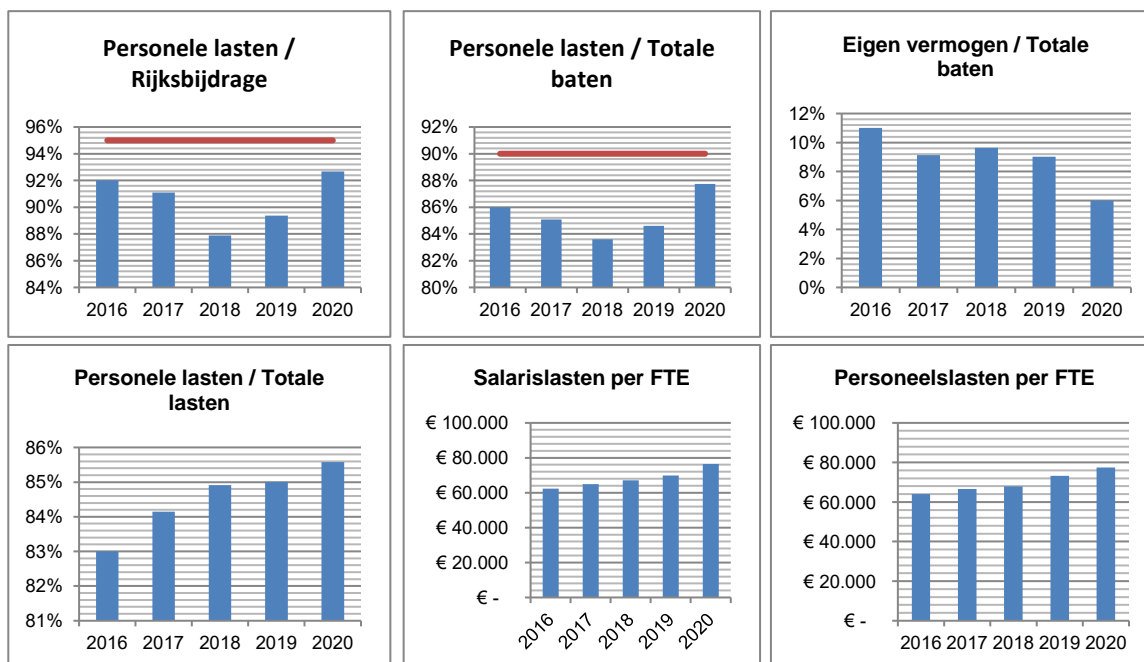 Personele lasten /
Rijksbijdrage
96%
94%
92%
90%
88%
86%
84%
2016 2017 2018 2019 2020
Personele lasten / Totale
baten
92%
90%
88%
86%
84%
82%
80%
2016 2017 2018 2019 2020
Eigen vermogen / Totale
baten
12%
10%
8%
6%
4%
2%
0%
2016 2017 2018 2019 2020
Personele lasten / Totale
lasten
86%
85%
84%
83%
82%
81%
2016 2017 2018 2019 2020
Salarislasten per FTE
€ 100.000
€ 80.000
€ 60.000
€ 40.000
€ 20.000
€ -
2016 2017 2018 2019 2020
Personeelslasten per FTE
€ 100.000
€ 80.000
€ 60.000
€ 40.000
€ 20.000
€ -
2016 2017 2018 2019 2020